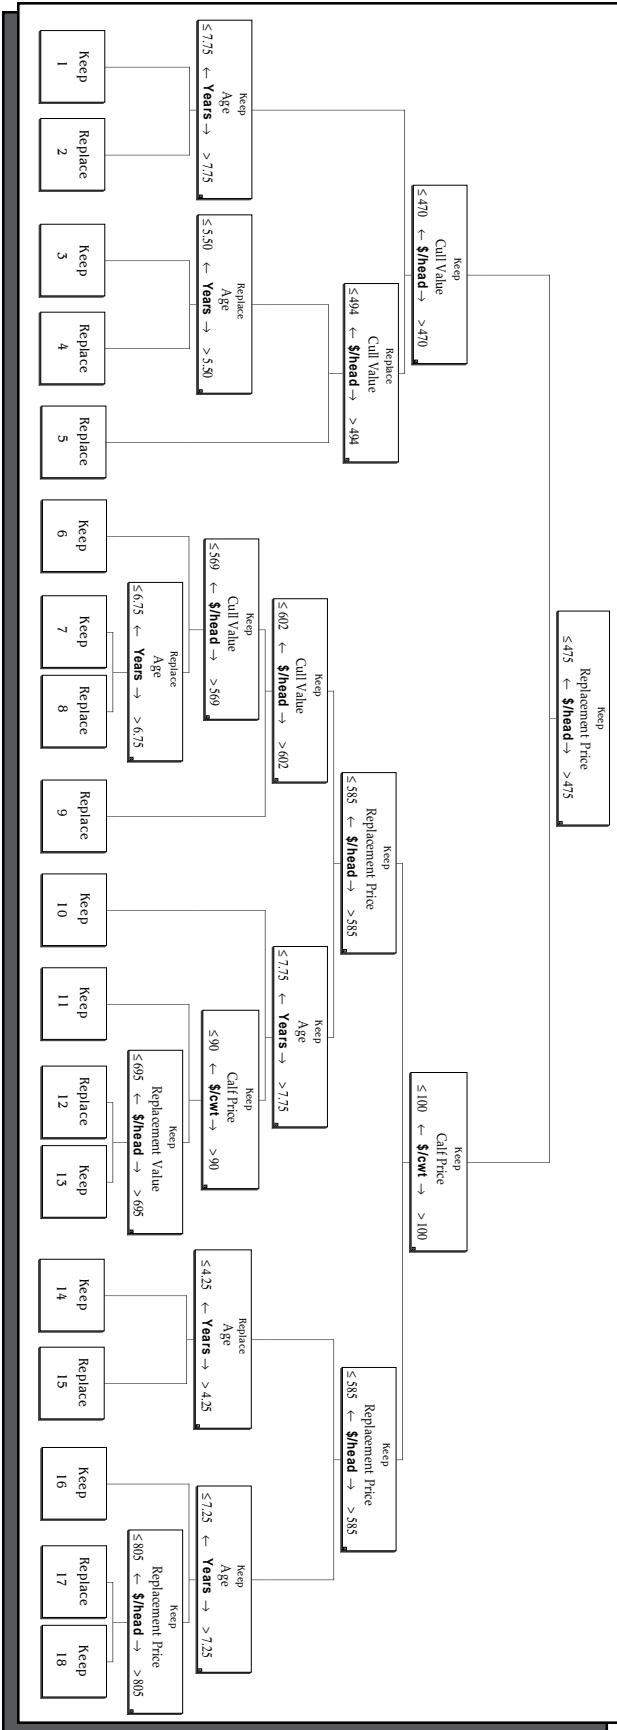 Keep
Replacement Price
≤ 475 ← $/head → > 475
Keep
Cull Value
≤ 470 ← $/head → > 470
Keep
Calf Price
≤ 100 ← $/cwt → > 100
Replace
Cull Value
≤ 494 ← $/head → > 494
Keep
Replacement Price
≤ 585 ← $/head → > 585
Keep
Replacement Price
≤ 585 ← $/head → > 585
Keep
Cull Value
≤ 602 ← $/head → > 602
Keep
Age
≤ 7.75 ← Years → > 7.75
Keep
Age
≤ 7.75 ← Years → > 7.75
Replace
Age
≤ 5.50 ← Years → > 5.50
Keep
Cull Value
≤ 569 ← $/head → > 569
Keep
Calf Price
≤ 90 ← $/cwt → > 90
Replace
Age
≤ 4.25 ← Years → > 4.25
Keep
Age
≤ 7.25 ← Years → > 7.25
Replace
Age
≤ 6.75 ← Years → > 6.75
Keep
Replacement Value
≤ 695 ← $/head → > 695
Keep
Replacement Price
≤ 805 ← $/head → > 805
Keep
1
Replace
2
Keep
3
Replace
4
Replace
5
Keep
6
Keep
7
Replace
8
Replace
9
Keep
10
Keep
11
Replace
12
Keep
13
Keep
14
Replace
15
Keep
16
Replace
17
Keep
18